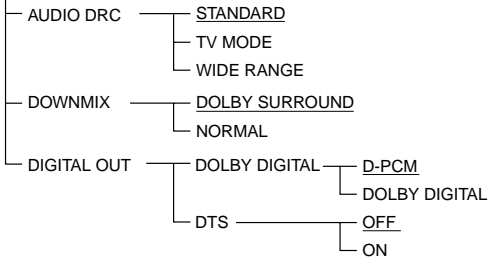 AUDIO DRC STANDARD
TV MODE
WIDE RANGE
DOWNMIX DOLBY SURROUND
NORMAL
DIGITAL OUT DOLBY DIGITAL D-PCM
DOLBY DIGITAL
DTS OFF
ON